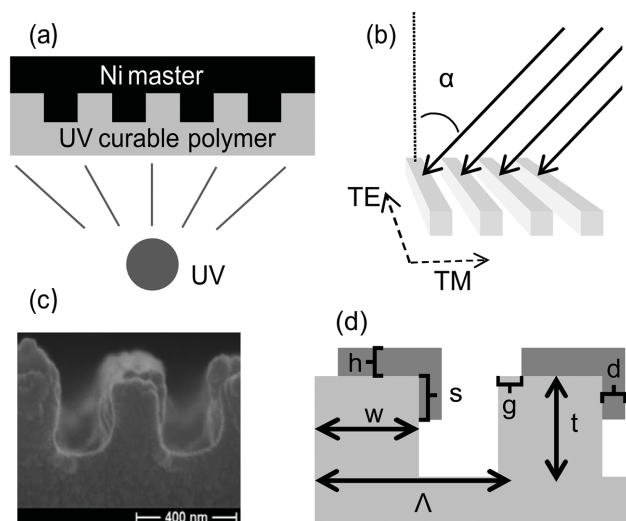 (a)
Ni master
UV curable polymer
UV
(b)
α
TE
TM
(c)
400 nm
(d)
h
s
d
g
w
t
Λ